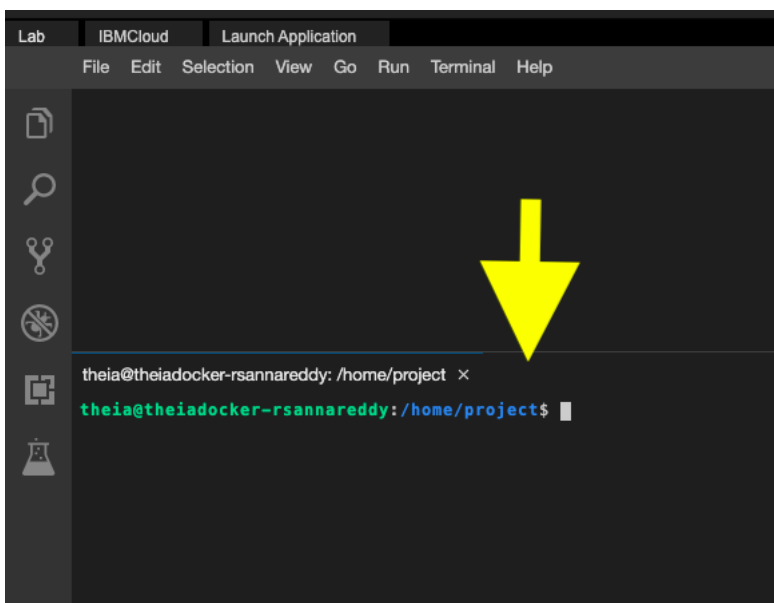 Lab IBMCloud Launch Application
File Edit Selection View Go Run Terminal Help
theia@theiadocker-rsannareddy: /home/project ×
theia@theiadocker-rsannareddy:/home/project$